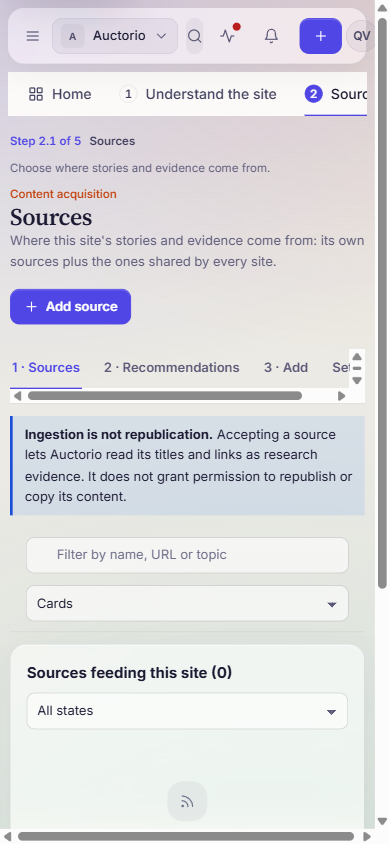 A Auctorio QV
Home 1 Understand the site 2 Sourc
Step 2.1 of 5 Sources
Choose where stories and evidence come from.
Content acquisition
Sources
Where this site's stories and evidence come from: its own
sources plus the ones shared by every site.
+ Add source
1 · Sources 2 · Recommendations 3 · Add Set
Ingestion is not republication. Accepting a source
lets Auctorio read its titles and links as research
evidence. It does not grant permission to republish or
copy its content.
Filter by name, URL or topic
Cards
Sources feeding this site (0)
All states